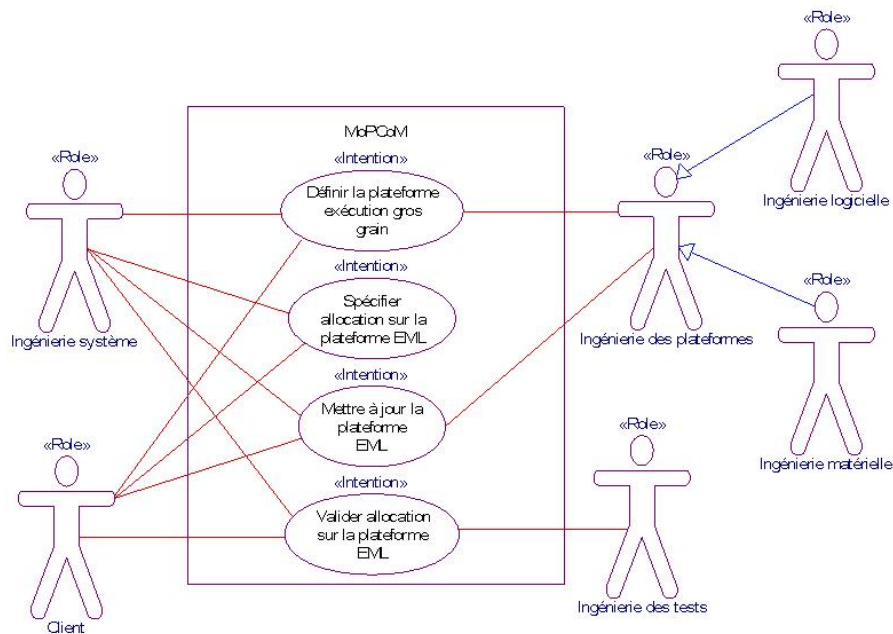 «Role»
Ingénierie logicielle
MoPCoM
«Role»
Ingénierie système
«Intention»
Définir la plateforme
exécution gros
grain
«Role»
Ingénierie des plateformes
«Intention»
Spécifier
allocation sur la
plateforme EML
Ingénierie matérielle
«Role»
«Intention»
Mettre à jour la
plateforme
EML
«Role»
Client
«Intention»
Valider allocation
sur la plateforme
EML
«Role»
Ingénierie des tests